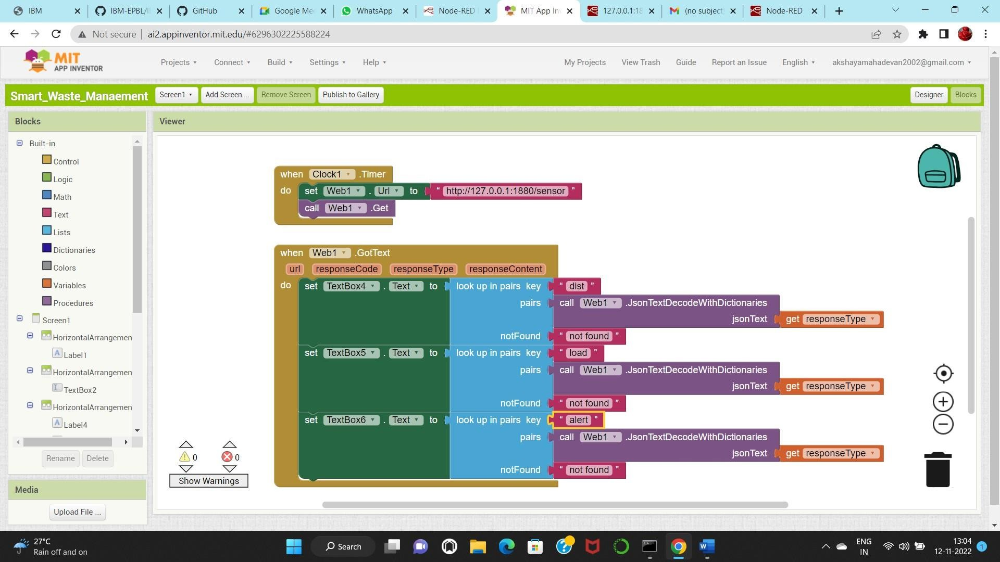 IBM
IBM-EPBL/I
GitHub
Google Me
WhatsApp
Node-RED
MIT App In
127.0.0.1:18
(no subject
Node-RED
Not secure
ai2.appinventor.mit.edu/#6296302225588224
MIT
APP INVENTOR
Projects
Connect
Build
Settings
Help
My Projects
View Trash
Guide
Report an Issue
English
akshayamahadevan2002@gmail.com
Smart_Waste_Manaement
Screen1
Add Screen ...
Remove Screen
Publish to Gallery
Designer
Blocks
Blocks
Built-in
Control
Logic
Math
Text
Lists
Dictionaries
Colors
Variables
Procedures
Screen1
HorizontalArrangemen
Label1
HorizontalArrangemen
TextBox2
HorizontalArrangemen
Label4
Rename
Delete
Media
Upload File ...
Viewer
when Clock1 .Timer
do set Web1 . Url to “ http://127.0.0.1:1880/sensor ”
call Web1 .Get
when Web1 .GotText
url responseCode responseType responseContent
do set TextBox4 . Text to look up in pairs key “ dist ”
pairs call Web1 .JsonTextDecodeWithDictionaries
jsonText get responseType
notFound “ not found ”
set TextBox5 . Text to look up in pairs key “ load ”
pairs call Web1 .JsonTextDecodeWithDictionaries
jsonText get responseType
notFound “ not found ”
set TextBox6 . Text to look up in pairs key “ alert ”
pairs call Web1 .JsonTextDecodeWithDictionaries
jsonText get responseType
notFound “ not found ”
0
0
Show Warnings
27°C
Rain off and on
Search
ENG
IN
13:04
12-11-2022
1